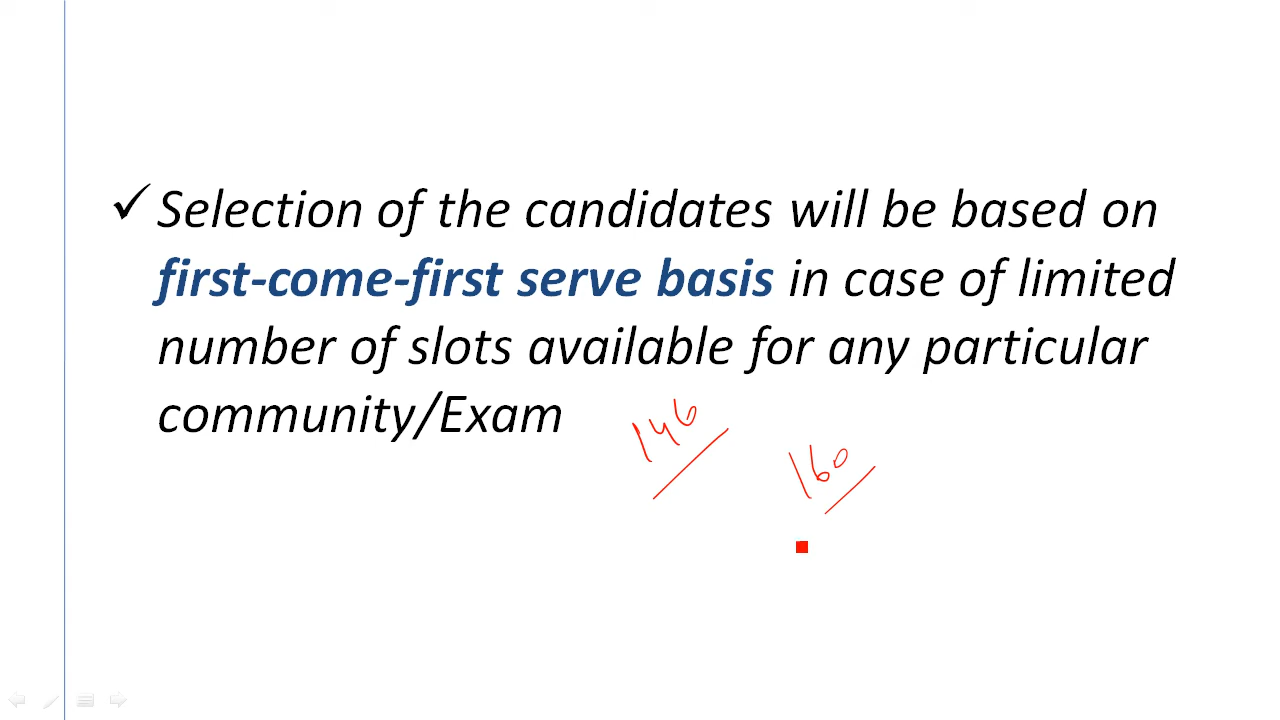 ✓ Selection of the candidates will be based on
first-come-first serve basis in case of limited
number of slots available for any particular
community/Exam
146
160